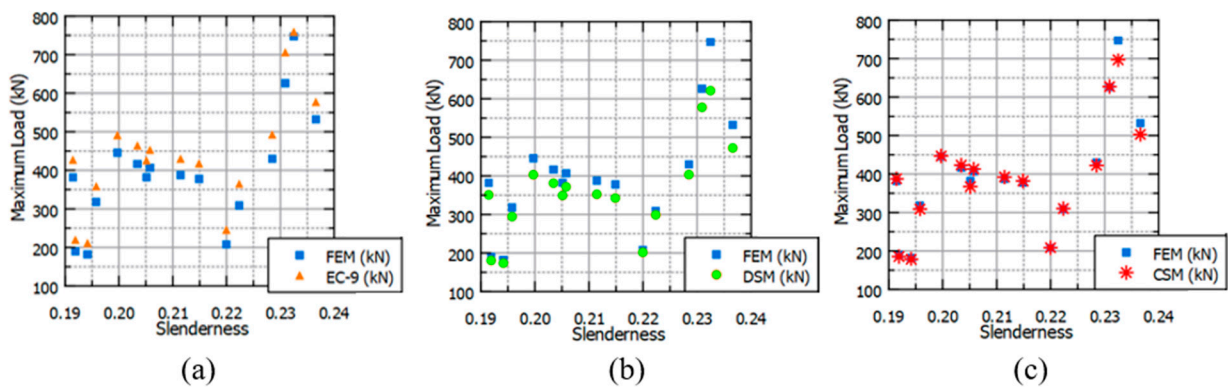 800
700
600
500
400
300
200
100
Maximum Load (kN)
FEM (kN)
EC-9 (kN)
0.19 0.20 0.21 0.22 0.23 0.24
Slenderness
(a)
800
700
600
500
400
300
200
100
Maximum Load (kN)
FEM (kN)
DSM (kN)
0.19 0.20 0.21 0.22 0.23 0.24
Slenderness
(b)
800
700
600
500
400
300
200
100
Maximum Load (kN)
FEM (kN)
CSM (kN)
0.19 0.20 0.21 0.22 0.23 0.24
Slenderness
(c)